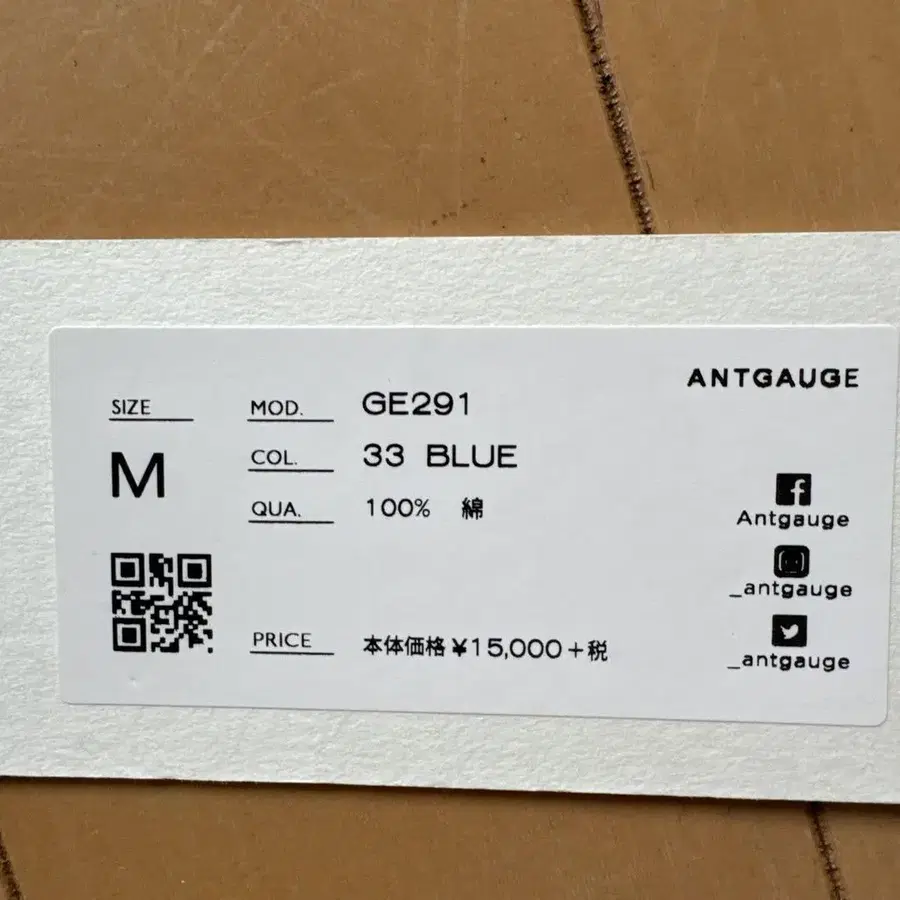 ANTGAUGE
SIZE
M
MOD. GE291
COL. 33 BLUE
QUA. 100% 綿
PRICE 本体価格¥15,000+税
Antgauge
_antgauge
_antgauge